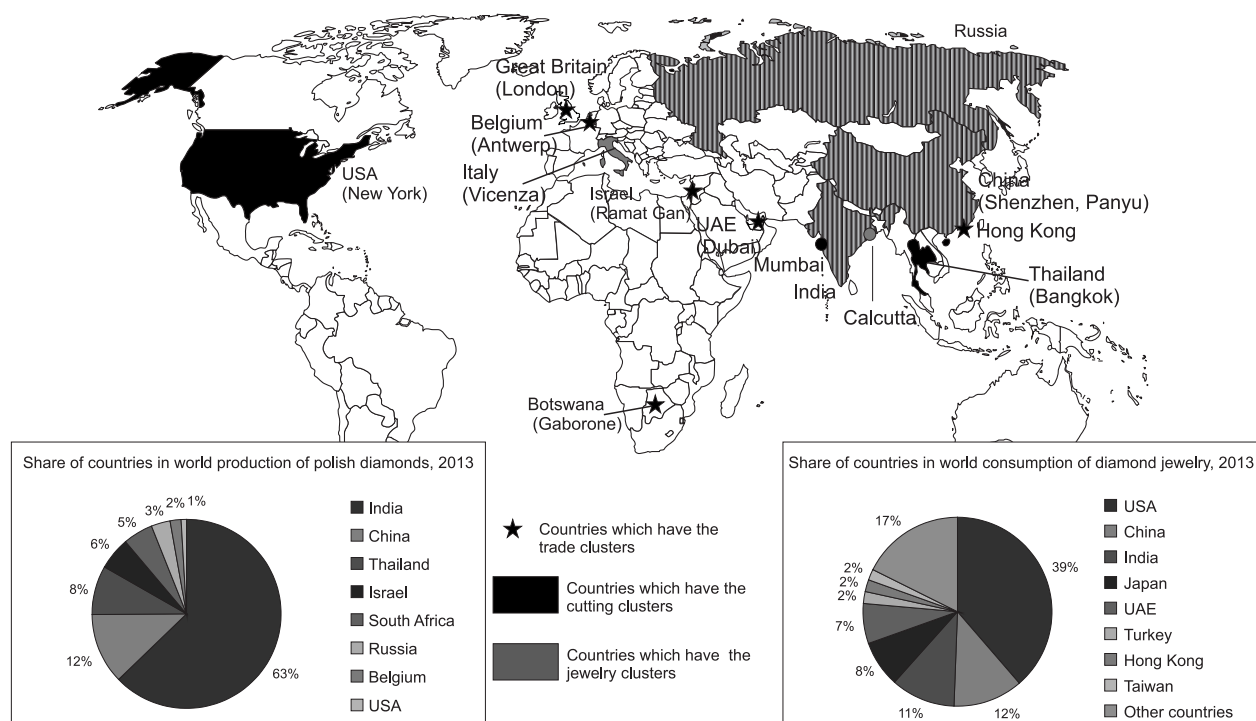 Russia
Great Britain
(London)
Belgium
(Antwerp)
USA
(New York)
Italy
(Vicenza)
Israel
(Ramat Gan)
UAE
(Dubai)
China
(Shenzhen, Panyu)
Hong Kong
Mumbai
India
Calcutta
Thailand
(Bangkok)
Botswana
(Gaborone)
Share of countries in world production of polish diamonds, 2013
1%
2%
3%
5%
6%
8%
12%
63%
India
China
Thailand
Israel
South Africa
Russia
Belgium
USA
Countries which have the
trade clusters
Countries which have the
cutting clusters
Countries which have the
jewelry clusters
Share of countries in world consumption of diamond jewelry, 2013
17%
2%
2%
2%
7%
8%
11%
12%
39%
USA
China
India
Japan
UAE
Turkey
Hong Kong
Taiwan
Other countries